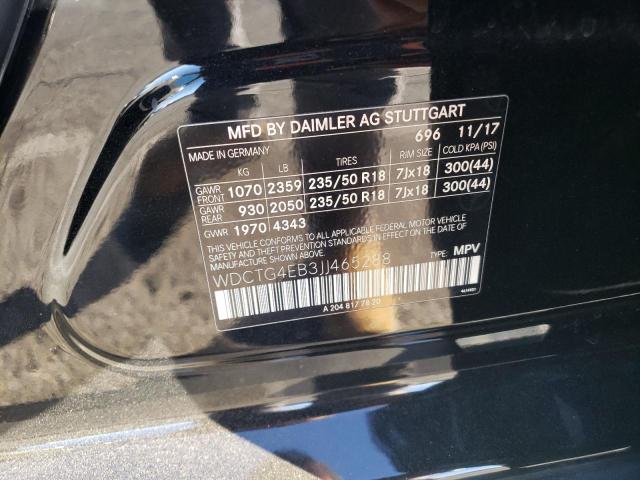 MFD BY DAIMLER AG STUTTGART
696 11/17
MADE IN GERMANY
KG LB TIRES RIM SIZE COLD KPA (PSI)
GAWR FRONT 1070 2359 235/50 R18 7Jx18 300(44)
GAWR REAR 930 2050 235/50 R18 7Jx18 300(44)
GVWR 1970 4343
THIS VEHICLE CONFORMS TO ALL APPLICABLE FEDERAL MOTOR VEHICLE
SAFETY AND THEFT PREVENTION STANDARDS IN EFFECT ON THE DATE OF
MANUFACTURE SHOWN ABOVE.
WDCTG4EB3JJ465288 TYPE: MPV
A 204 817 78 20